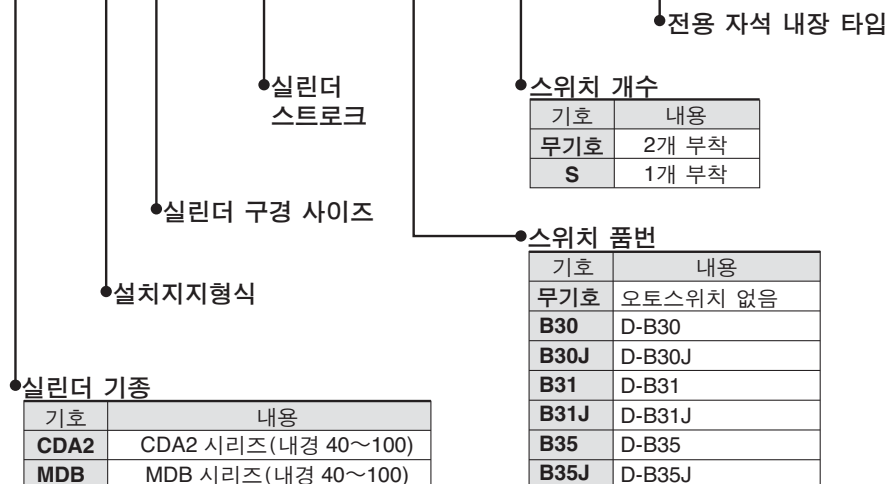 전용 자석 내장 타입
실린더
스트로크
스위치 개수
기호 내용
무기호 2개 부착
S 1개 부착
실린더 구경 사이즈
스위치 품번
기호 내용
무기호 오토스위치 없음
B30 D-B30
B30J D-B30J
B31 D-B31
B31J D-B31J
B35 D-B35
B35J D-B35J
설치지지형식
실린더 기종
기호 내용
CDA2 CDA2 시리즈(내경 40～100)
MDB MDB 시리즈(내경 40～100)